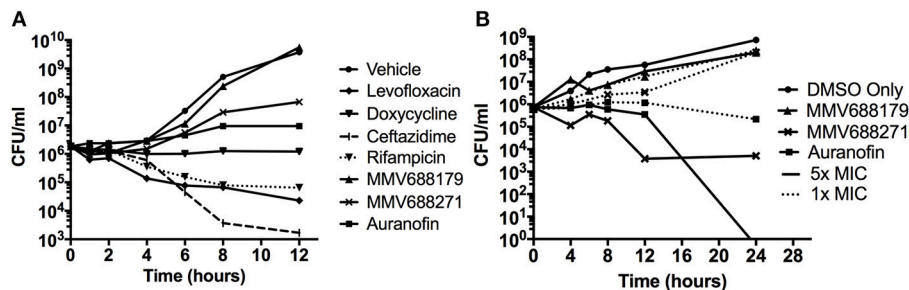 A
CFU/ml
10^10
10^9
10^8
10^7
10^6
10^5
10^4
10^3
0 2 4 6 8 10 12
Time (hours)
Vehicle
Levofloxacin
Doxycycline
Ceftazidime
Rifampicin
MMV688179
MMV688271
Auranofin
B
CFU/ml
10^9
10^8
10^7
10^6
10^5
10^4
10^3
10^2
10^1
10^0
0 4 8 12 16 20 24 28
Time (hours)
DMSO Only
MMV688179
MMV688271
Auranofin
5x MIC
1x MIC